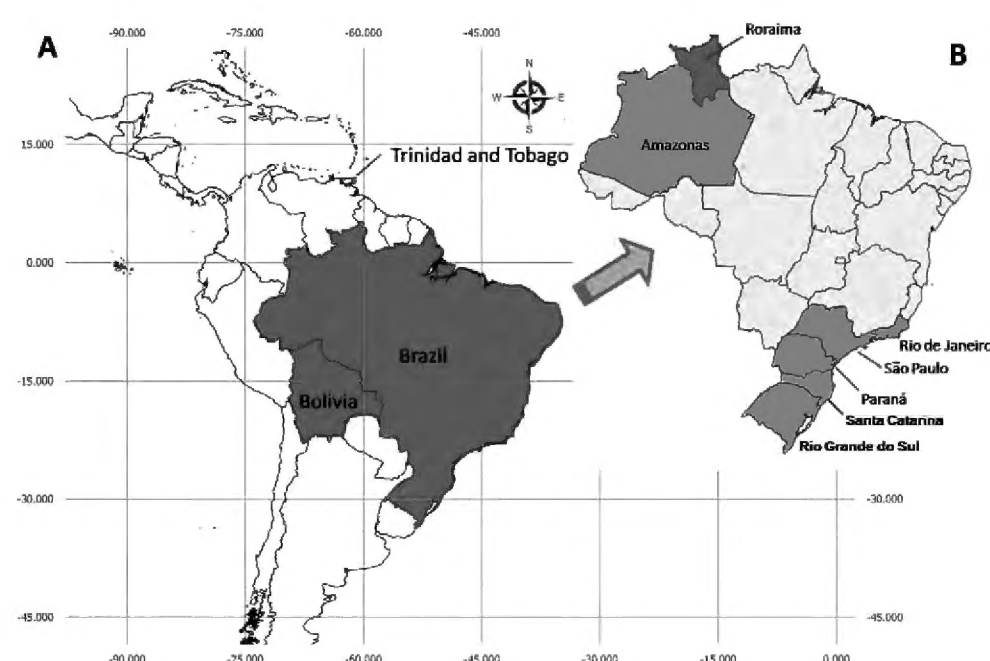 A
B
-90.000
-75.000
-60.000
-45.000
N
W
E
S
15.000
0.000
-15.000
-30.000
-45.000
Trinidad and Tobago
Brazil
Bolivia
Roraima
Amazonas
Rio de Janeiro
São Paulo
Paraná
Santa Catarina
Rio Grande do Sul
-30.000
-45.000
-90.000
-75.000
-60.000
-45.000
-30.000
-15.000
0.000